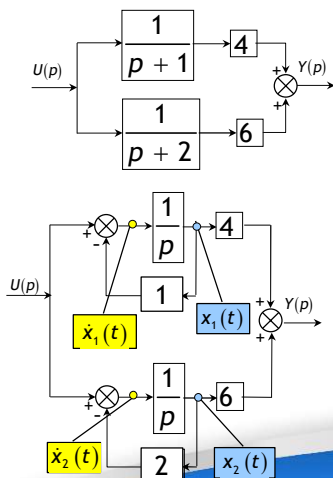 1
p + 1
4
+
+
U(p)
Y(p)
1
p + 2
6
+
-
1
p
4
1
ẋ₁(t)
x₁(t)
U(p)
+
+
Y(p)
+
-
1
p
6
2
ẋ₂(t)
x₂(t)